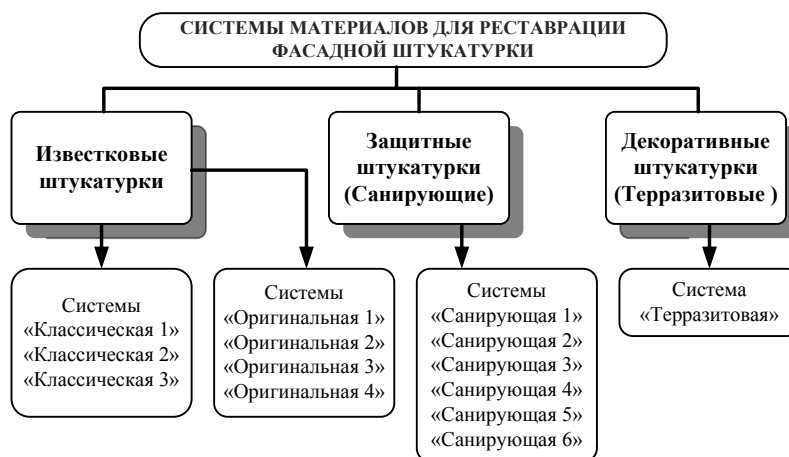 СИСТЕМЫ МАТЕРИАЛОВ ДЛЯ РЕСТАВРАЦИИ
ФАСАДНОЙ ШТУКАТУРКИ
Известковые
штукатурки
Защитные
штукатурки
(Санирующие)
Декоративные
штукатурки
(Терразитовые )
Системы
«Классическая 1»
«Классическая 2»
«Классическая 3»
Системы
«Оригинальная 1»
«Оригинальная 2»
«Оригинальная 3»
«Оригинальная 4»
Системы
«Санирующая 1»
«Санирующая 2»
«Санирующая 3»
«Санирующая 4»
«Санирующая 5»
«Санирующая 6»
Система
«Терразитовая»